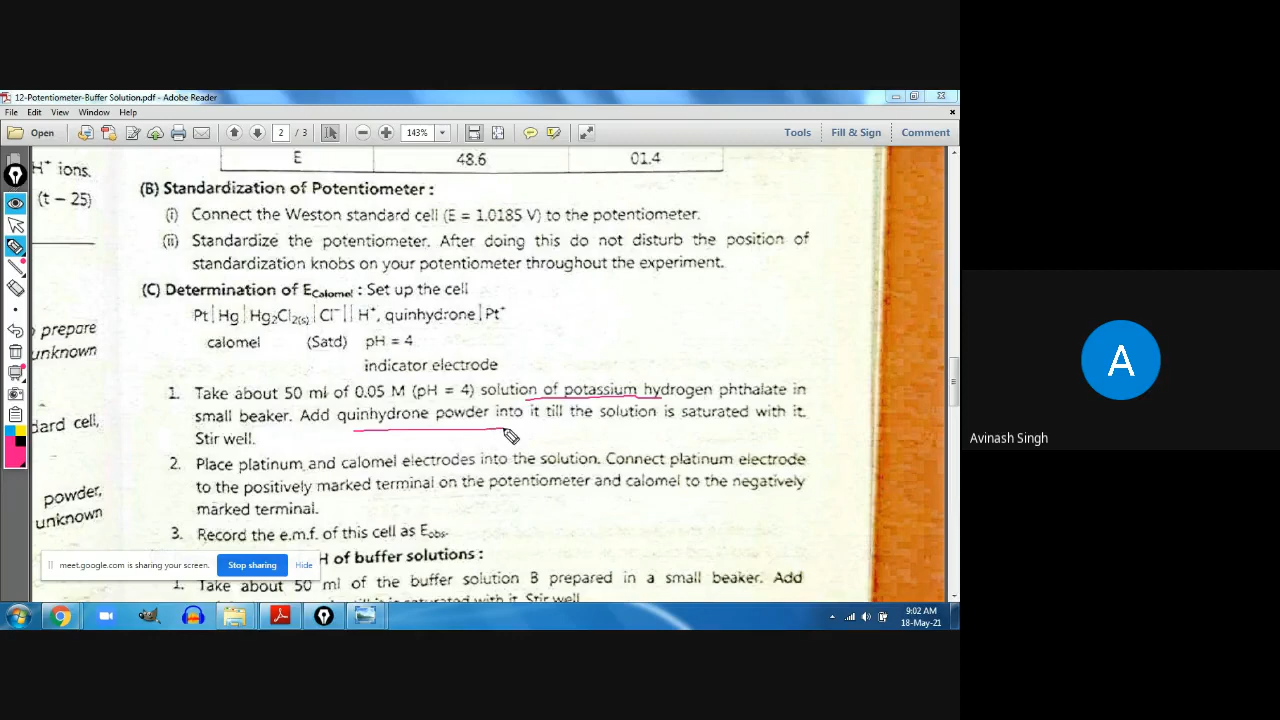 12-Potentiometer-Buffer Solution.pdf - Adobe Reader
File Edit View Window Help
Open 2 / 3 143% Tools Fill & Sign Comment
H⁺ ions.
(t – 25)
prepare
unknown
dard cell,
powder,
unknown
E 48.6 01.4
(B) Standardization of Potentiometer :
(i) Connect the Weston standard cell (E = 1.0185 V) to the potentiometer.
(ii) Standardize the potentiometer. After doing this do not disturb the position of
standardization knobs on your potentiometer throughout the experiment.
(C) Determination of E_Calomel : Set up the cell
Pt|Hg|Hg₂Cl₂(s)|Cl⁻||H⁺, quinhydrone|Pt⁺
calomel (Satd) pH = 4
indicator electrode
1. Take about 50 ml of 0.05 M (pH = 4) solution of potassium hydrogen phthalate in
small beaker. Add quinhydrone powder into it till the solution is saturated with it.
Stir well.
2. Place platinum and calomel electrodes into the solution. Connect platinum electrode
to the positively marked terminal on the potentiometer and calomel to the negatively
marked terminal.
3. Record the e.m.f. of this cell as E_obs.
H of buffer solutions :
1. Take about 50 ml of the buffer solution B prepared in a small beaker. Add
saturated with it. Stir well
meet.google.com is sharing your screen. Stop sharing Hide
9:02 AM
18-May-21
A
Avinash Singh